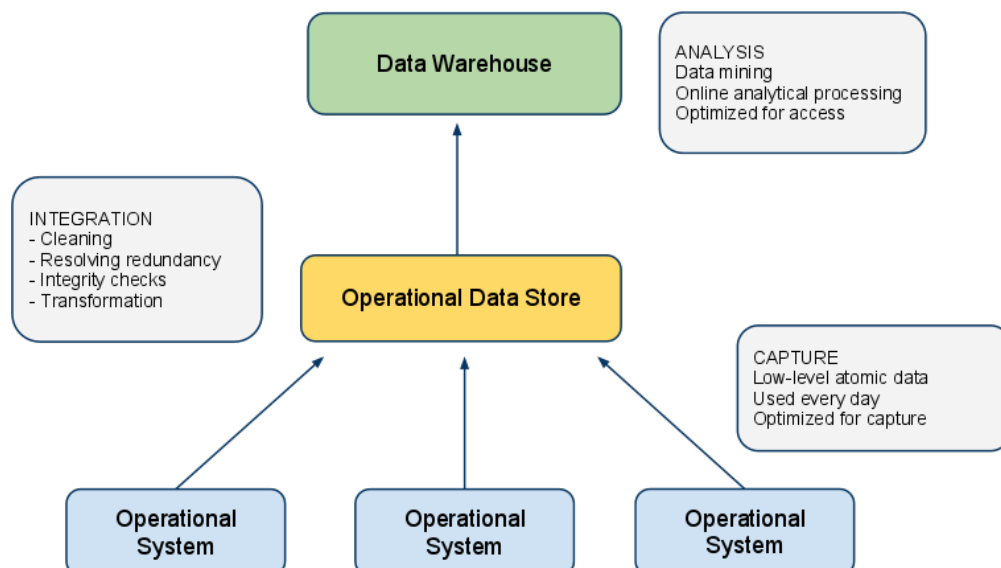 Data Warehouse
ANALYSIS
Data mining
Online analytical processing
Optimized for access
INTEGRATION
- Cleaning
- Resolving redundancy
- Integrity checks
- Transformation
Operational Data Store
CAPTURE
Low-level atomic data
Used every day
Optimized for capture
Operational
System
Operational
System
Operational
System